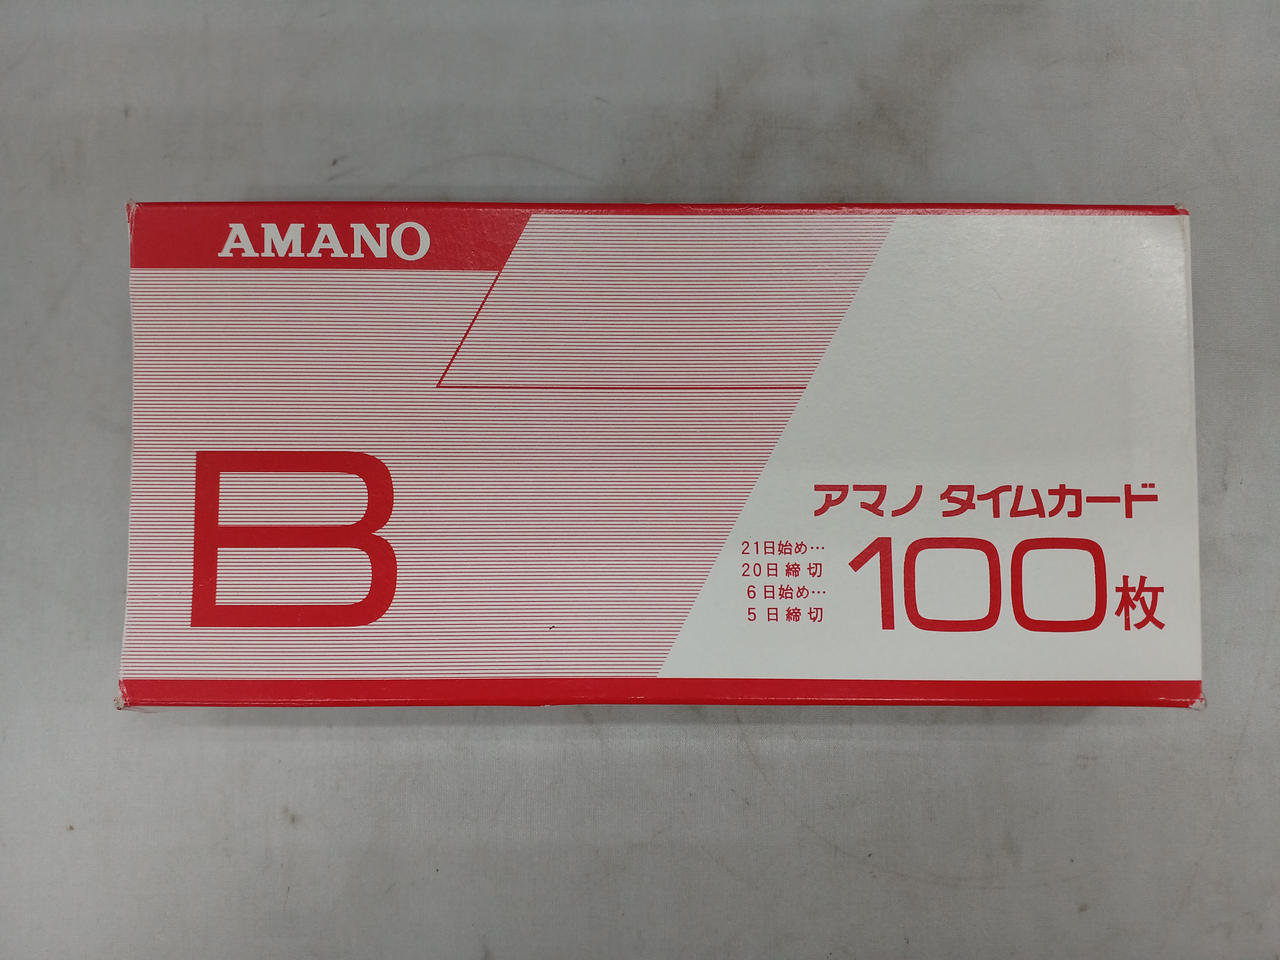 AMANO
B
アマノ タイムカード
21日始め…
20日締切
6日始め…
5日締切
100枚